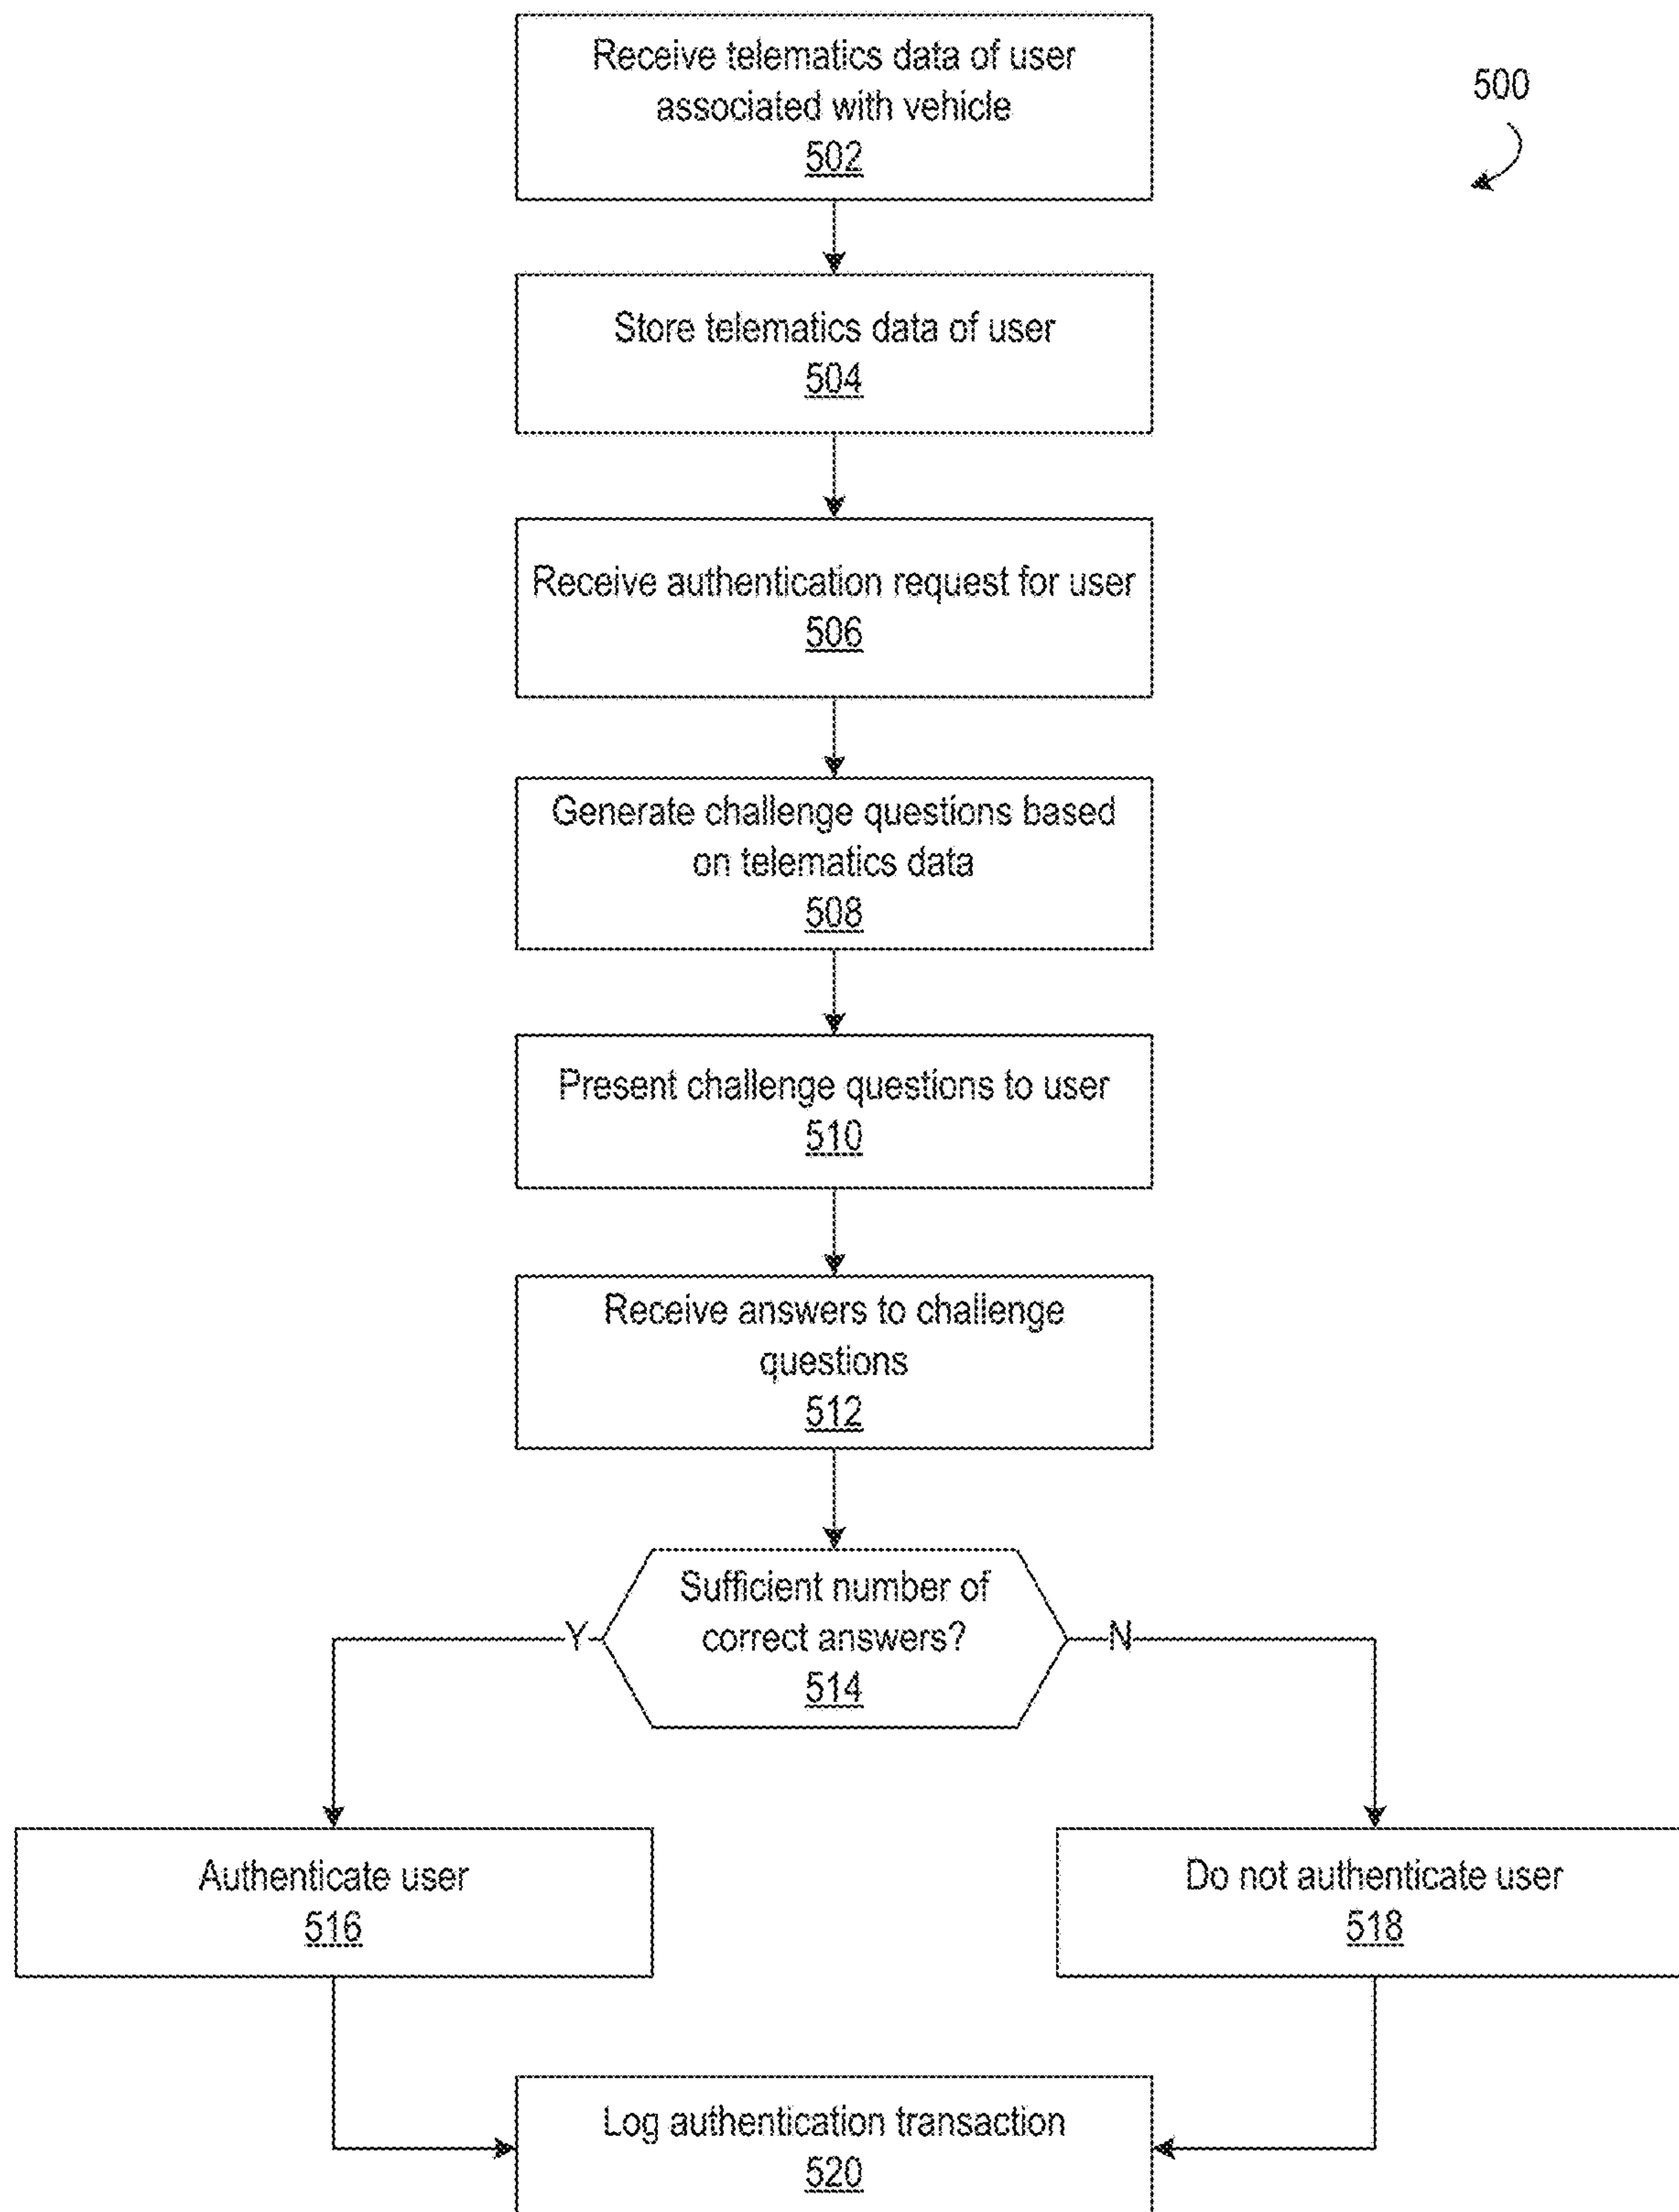 Receive telematics data of user
associated with vehicle
502
500
Store telematics data of user
504
Receive authentication request for user
506
Generate challenge questions based
on telematics data
508
Present challenge questions to user
510
Receive answers to challenge
questions
512
Sufficient number of
correct answers?
514
Y
N
Authenticate user
516
Do not authenticate user
518
Log authentication transaction
520